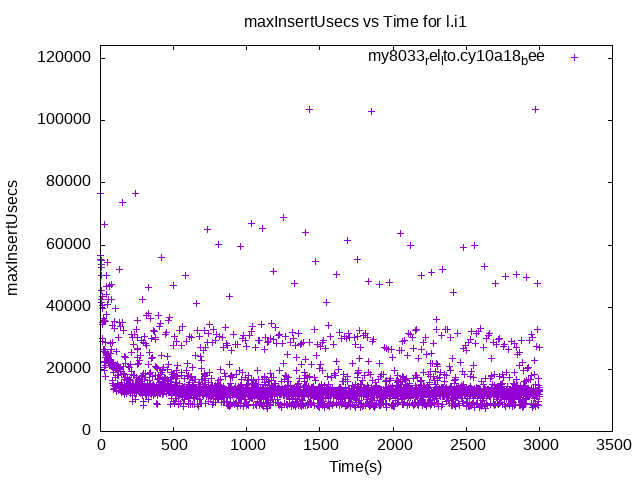 maxInsertUsecs vs Time for l.i1
my8033rellto.cy10a18bee
120000
100000
80000
60000
40000
20000
0
maxInsertUsecs
0 500 1000 1500 2000 2500 3000 3500
Time(s)